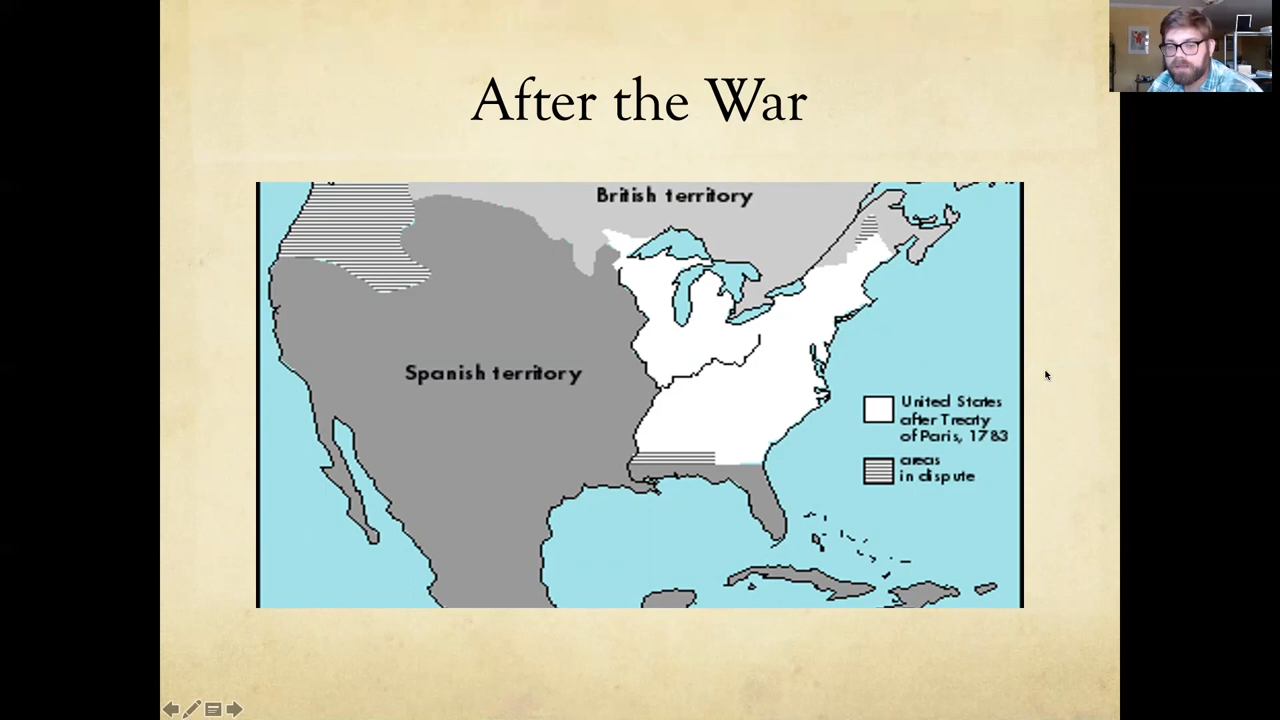 After the War
British territory
Spanish territory
United States
after Treaty
of Paris, 1783
areas
in dispute